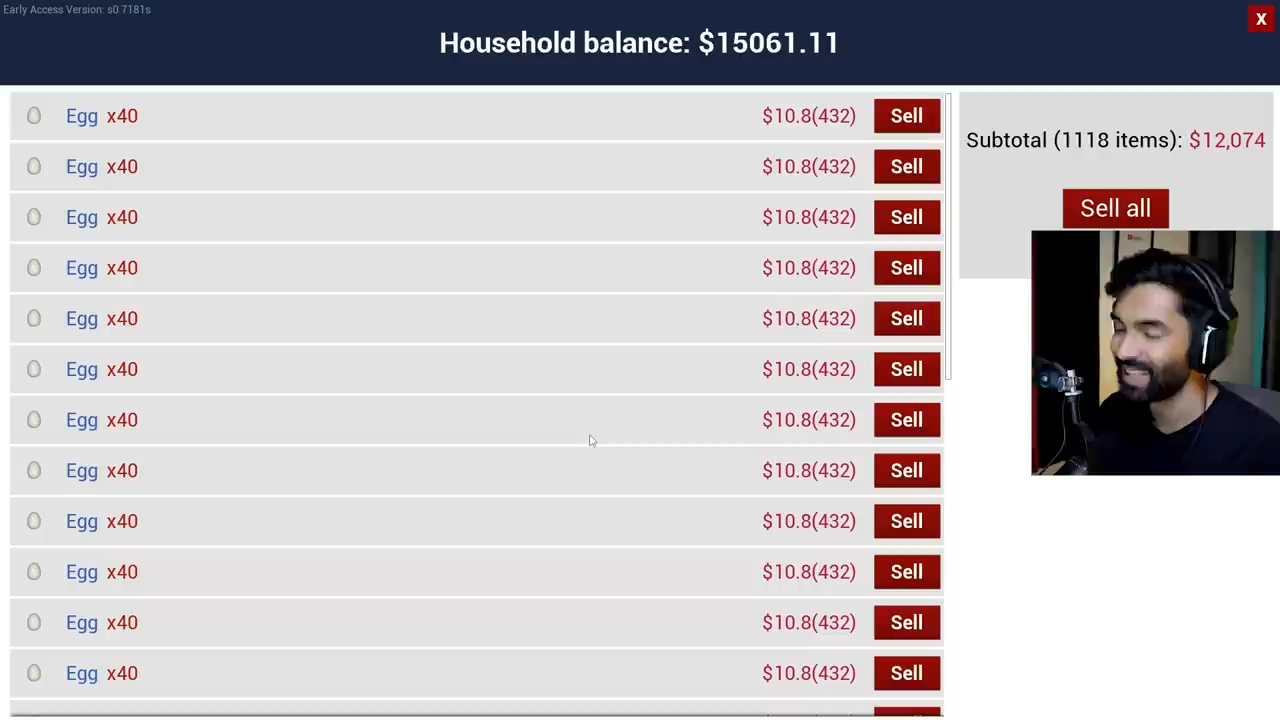 Early Access Version: s0.7181s
X
Household balance: $15061.11
Egg x40 $10.8(432) Sell
Egg x40 $10.8(432) Sell
Egg x40 $10.8(432) Sell
Egg x40 $10.8(432) Sell
Egg x40 $10.8(432) Sell
Egg x40 $10.8(432) Sell
Egg x40 $10.8(432) Sell
Egg x40 $10.8(432) Sell
Egg x40 $10.8(432) Sell
Egg x40 $10.8(432) Sell
Egg x40 $10.8(432) Sell
Egg x40 $10.8(432) Sell
Subtotal (1118 items): $12,074
Sell all